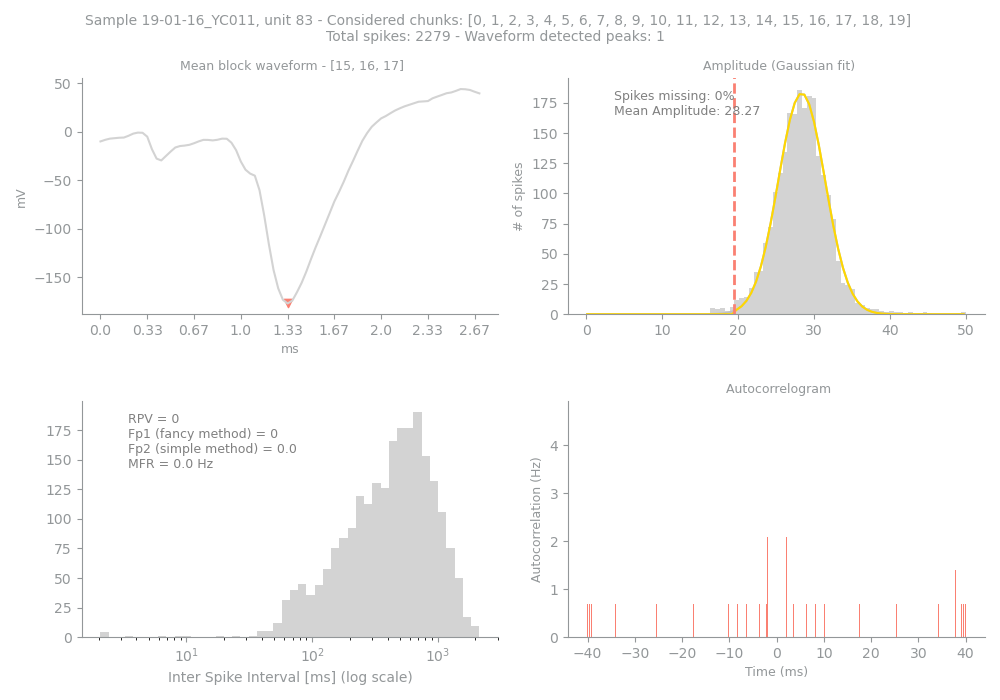 Sample 19-01-16_YC011, unit 83 - Considered chunks: [0, 1, 2, 3, 4, 5, 6, 7, 8, 9, 10, 11, 12, 13, 14, 15, 16, 17, 18, 19]
Total spikes: 2279 - Waveform detected peaks: 1
Mean block waveform - [15, 16, 17]
50
0
−50
−100
−150
mV
0.0 0.33 0.67 1.0 1.33 1.67 2.0 2.33 2.67
ms
Amplitude (Gaussian fit)
Spikes missing: 0%
Mean Amplitude: 28.27
175
150
125
100
75
50
25
0
# of spikes
0 10 20 30 40 50
RPV = 0
Fp1 (fancy method) = 0
Fp2 (simple method) = 0.0
MFR = 0.0 Hz
175
150
125
100
75
50
25
0
10¹ 10² 10³
Inter Spike Interval [ms] (log scale)
Autocorrelogram
4
3
2
1
0
Autocorrelation (Hz)
−40 −30 −20 −10 0 10 20 30 40
Time (ms)